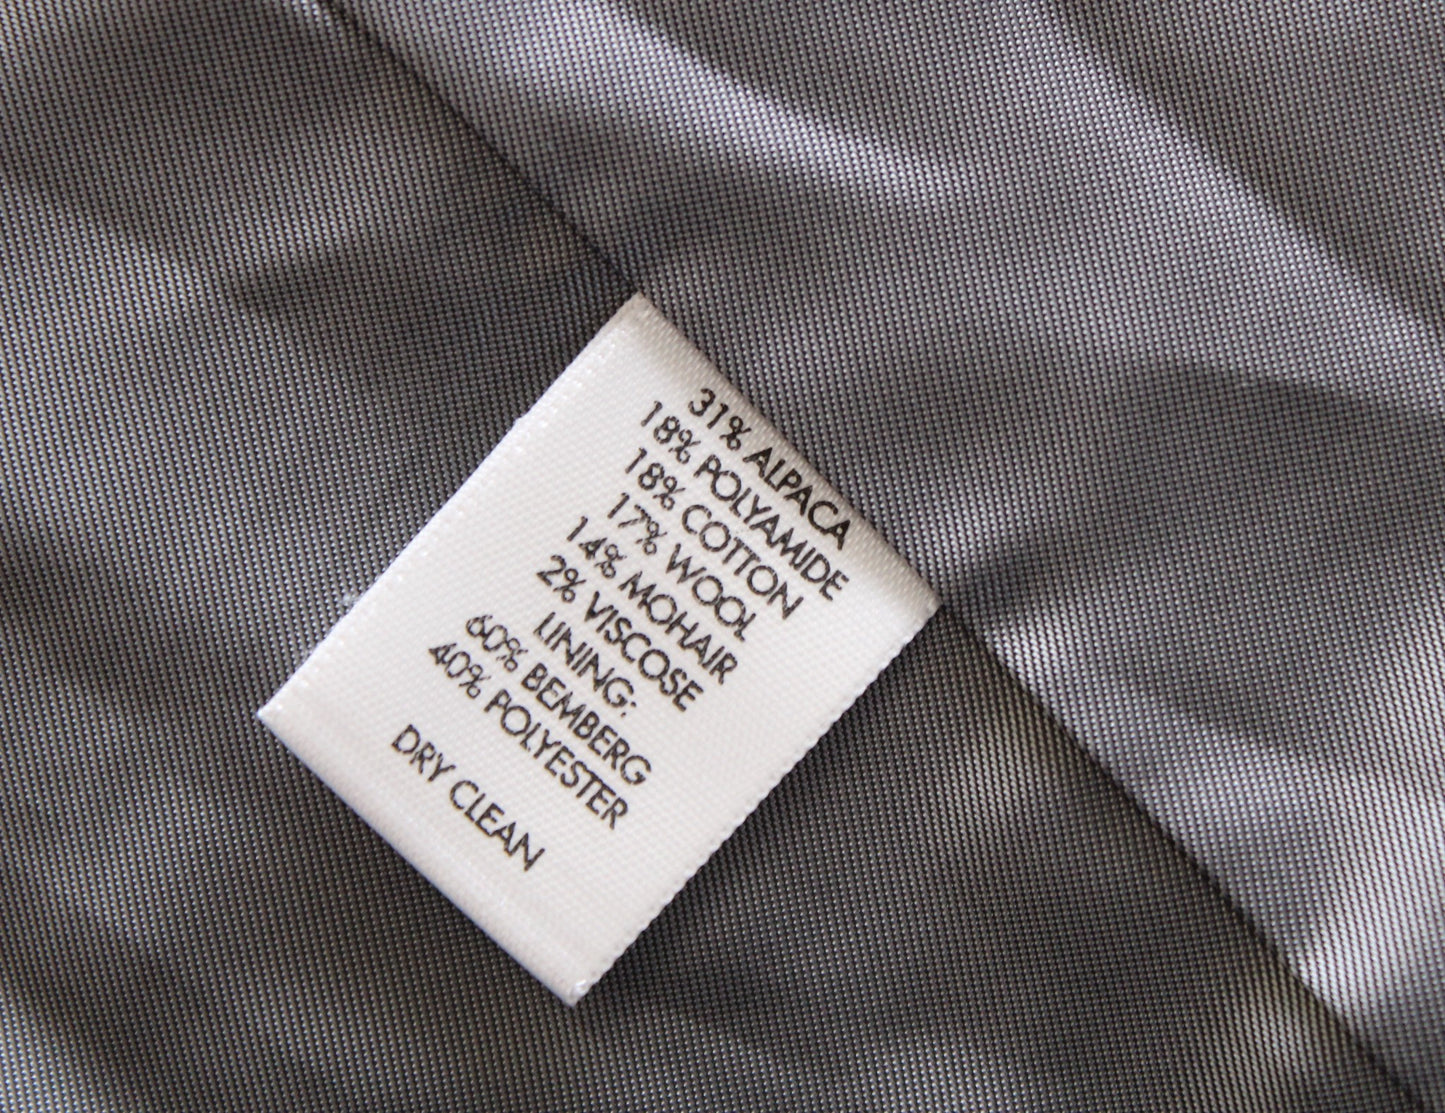 31% ALPACA
18% POLYAMIDE
18% COTTON
17% WOOL
14% MOHAIR
2% VISCOSE
LINING:
60% BEMBERG
40% POLYESTER
DRY CLEAN